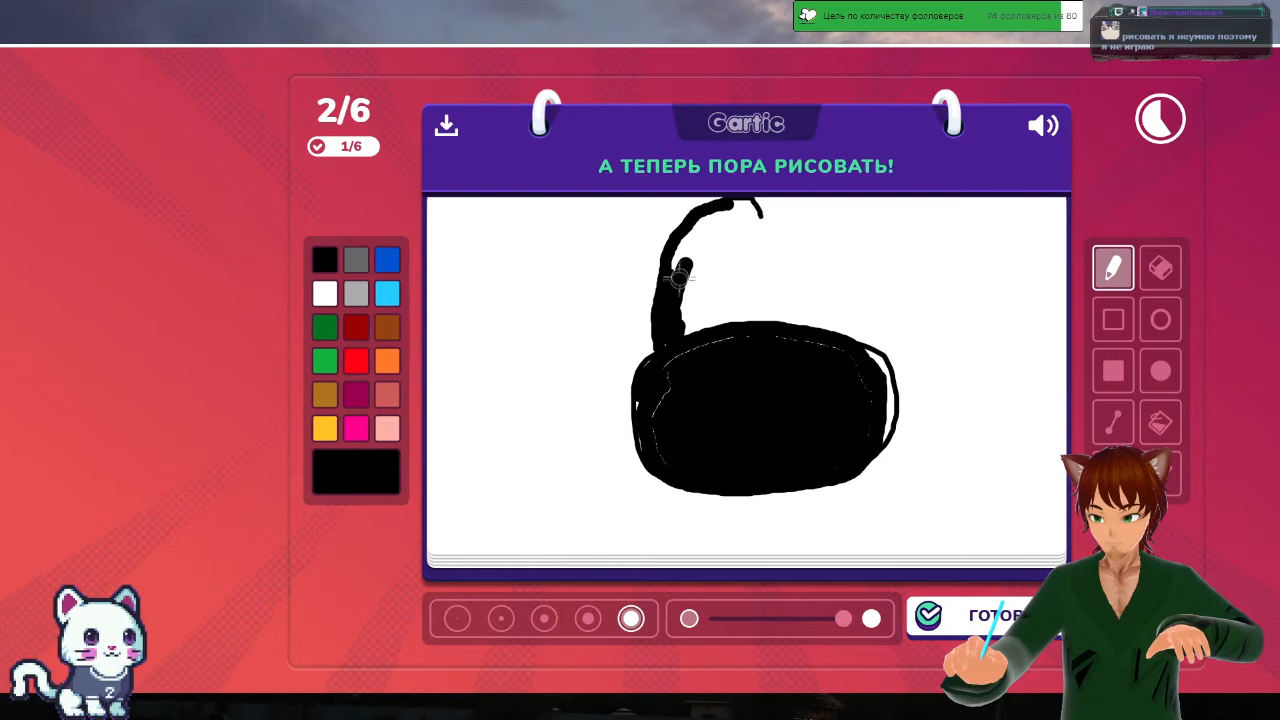 Цель по количеству фолловеров 74 фолловеров из 80
рисовать я неумею поэтому
я не играю
2/6
1/6
Gartic
А ТЕПЕРЬ ПОРА РИСОВАТЬ!
2